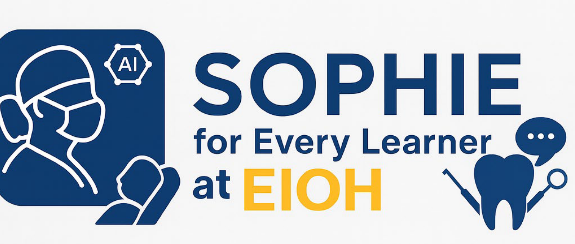 AI
SOPHIE
for Every Learner
at EIOH